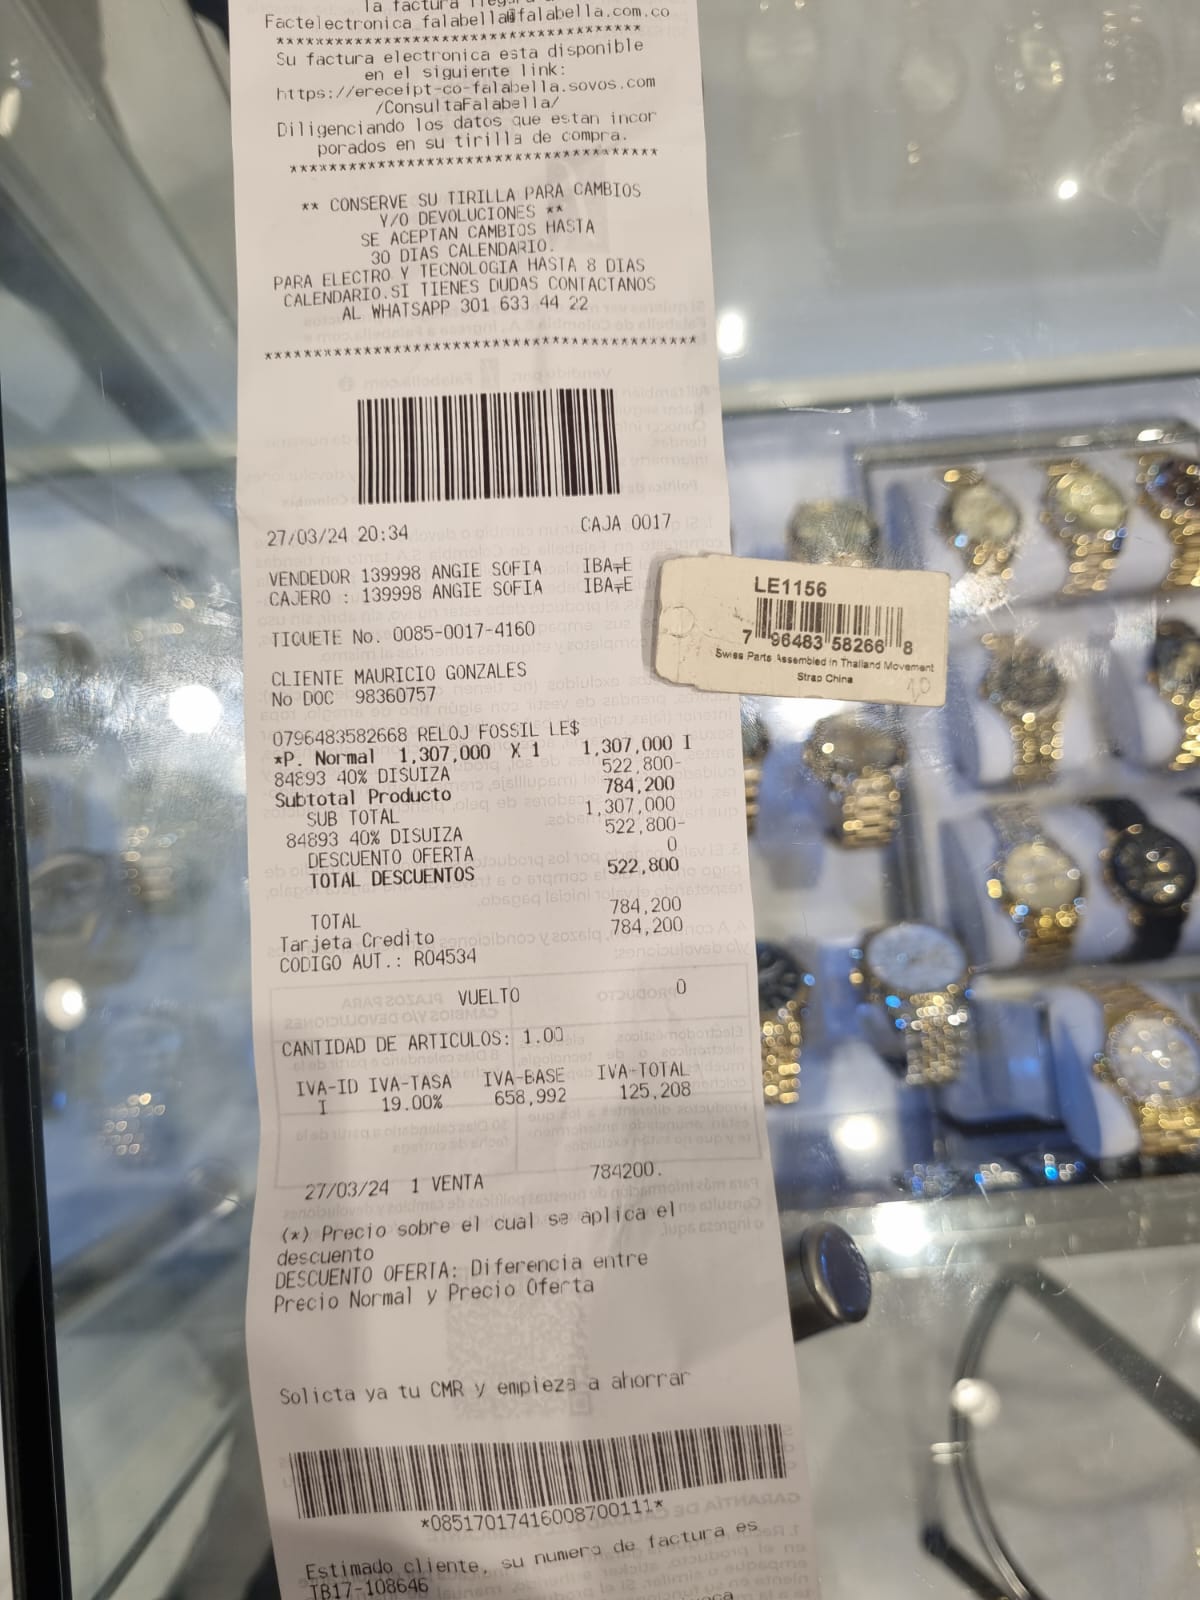 la factura
Factelectronica_falabella@falabella.com.co
***********************************
Su factura electronica esta disponible
en el siguiente link:
https://ereceipt-co-falabella.sovos.com
/ConsultaFalabella/
Diligenciando los datos que estan incor
porados en su tirilla de compra.
***********************************
** CONSERVE SU TIRILLA PARA CAMBIOS
Y/O DEVOLUCIONES **
SE ACEPTAN CAMBIOS HASTA
30 DIAS CALENDARIO.
PARA ELECTRO Y TECNOLOGIA HASTA 8 DIAS
CALENDARIO.SI TIENES DUDAS CONTACTANOS
AL WHATSAPP 301 633 44 22
*****************************************
27/03/24 20:34 CAJA 0017
VENDEDOR 139998 ANGIE SOFIA IBA┬E
CAJERO : 139998 ANGIE SOFIA IBA┬E
TIQUETE No. 0085-0017-4160
CLIENTE MAURICIO GONZALES
No DOC 98360757
0796483582668 RELOJ FOSSIL LE$
*P. Normal 1,307,000 X 1 1,307,000 I
84893 40% DISUIZA 522,800-
Subtotal Producto 784,200
SUB TOTAL 1,307,000
84893 40% DISUIZA 522,800-
DESCUENTO OFERTA 0
TOTAL DESCUENTOS 522,800
TOTAL 784,200
Tarjeta Credito 784,200
CODIGO AUT.: R04534
VUELTO 0
CANTIDAD DE ARTICULOS: 1.00
IVA-ID IVA-TASA IVA-BASE IVA-TOTAL
I 19.00% 658,992 125,208
27/03/24 1 VENTA 784200.
(*) Precio sobre el cual se aplica el
descuento
DESCUENTO OFERTA: Diferencia entre
Precio Normal y Precio Oferta
Solicta ya tu CMR y empieza a ahorrar
*08517017416008700111*
Estimado cliente, su numero de factura es
TB17-108646
LE1156
7 96483 58266 8
Swiss Parts Assembled in Thailand Movement
Strap China